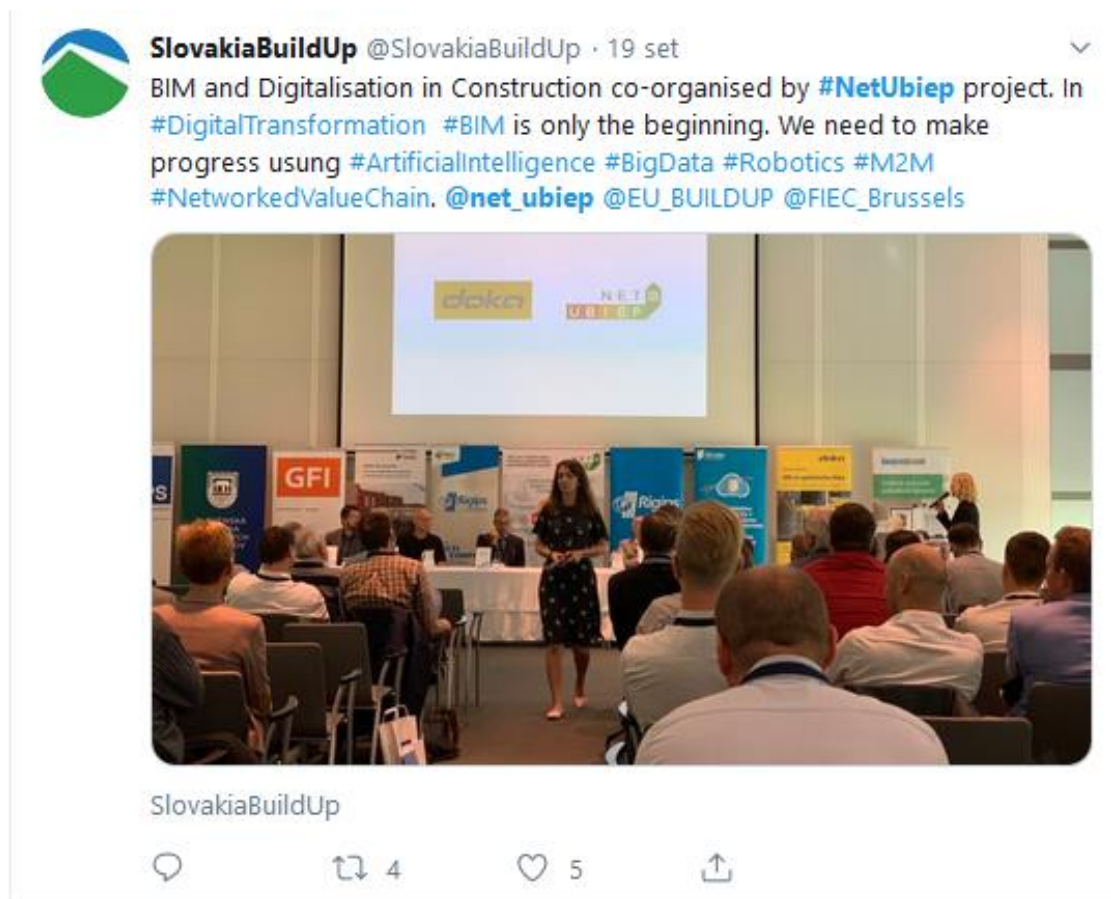 SlovakiaBuildUp @SlovakiaBuildUp · 19 set
BIM and Digitalisation in Construction co-organised by #NetUbiep project. In
#DigitalTransformation #BIM is only the beginning. We need to make
progress usung #ArtificialIntelligence #BigData #Robotics #M2M
#NetworkedValueChain. @net_ubiep @EU_BUILDUP @FIEC_Brussels
doka
NET
UBIEP
GFI
Rigips
Rigips
SlovakiaBuildUp
4 5